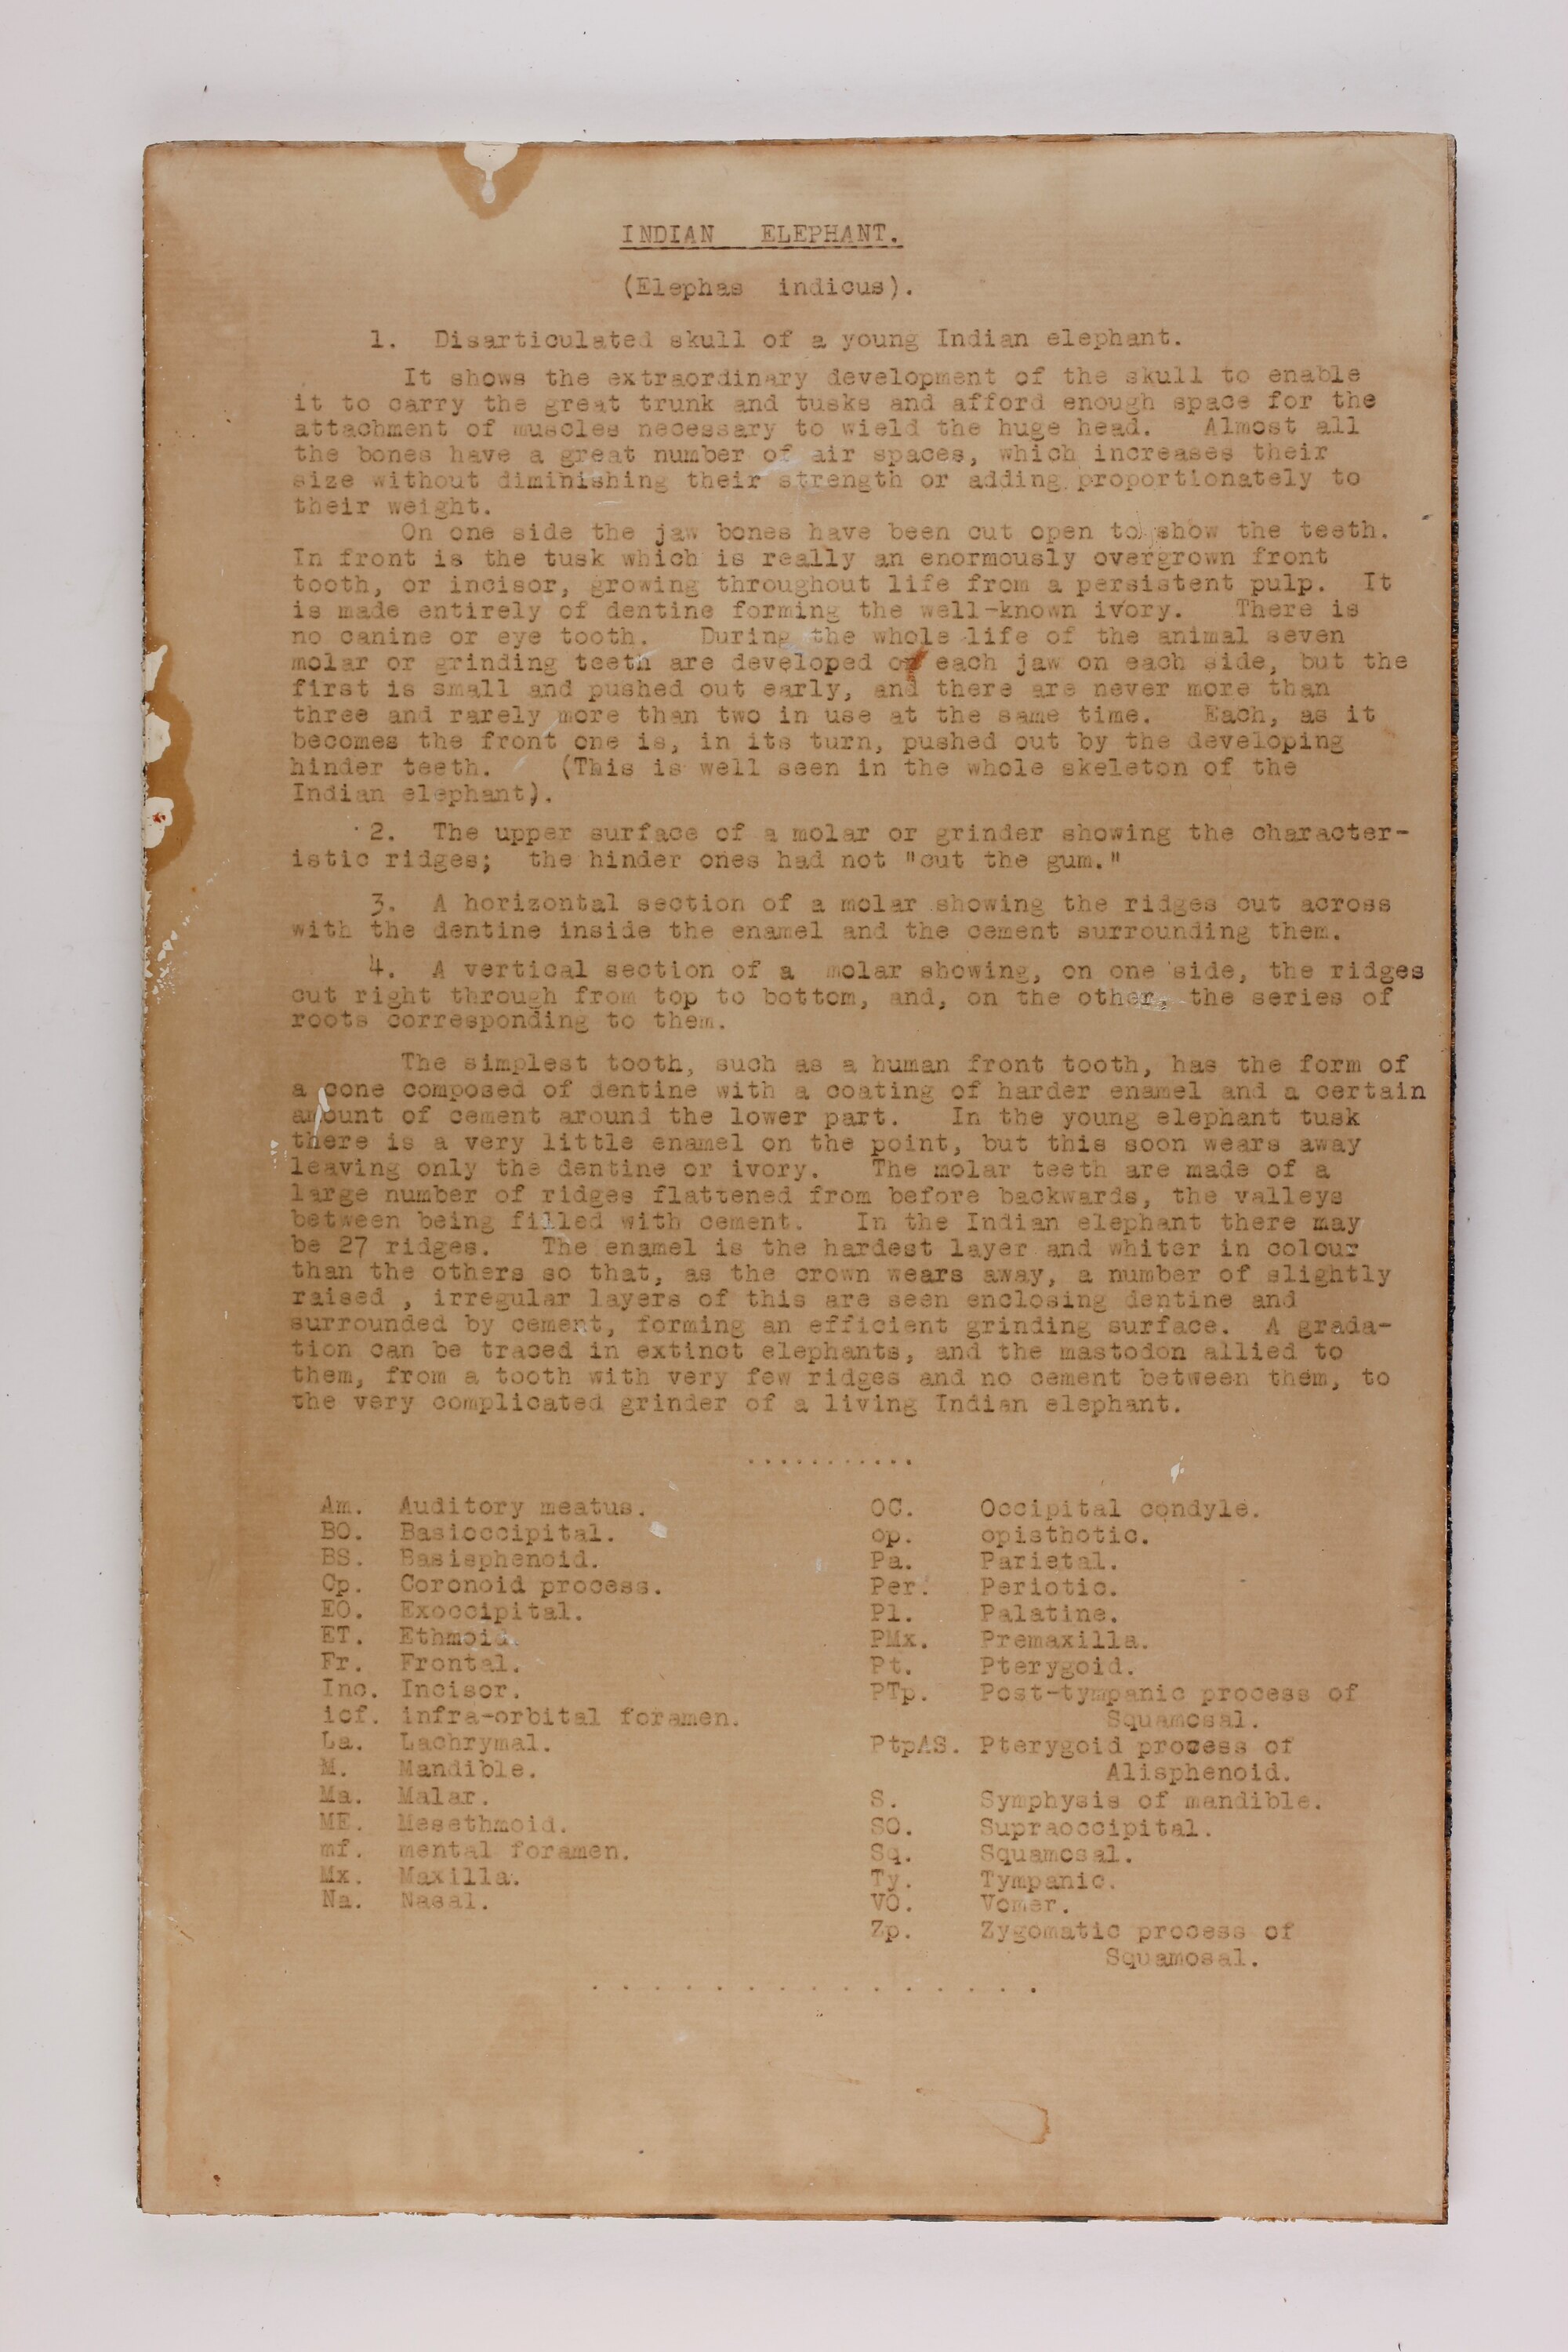 INDIAN ELEPHANT.
(Elephas indicus).
1. Disarticulated skull of a young Indian elephant.
It shows the extraordinary development of the skull to enable
it to carry the great trunk and tusks and afford enough space for the
attachment of muscles necessary to wield the huge head. Almost all
the bones have a great number of air spaces, which increases their
size without diminishing their strength or adding proportionately to
their weight.
On one side the jaw bones have been cut open to show the teeth.
In front is the tusk which is really an enormously overgrown front
tooth, or incisor, growing throughout life from a persistent pulp. It
is made entirely of dentine forming the well-known ivory. There is
no canine or eye tooth. During the whole life of the animal seven
molar or grinding teeth are developed each jaw on each side, but the
first is small and pushed out early, and there are never more than
three and rarely more than two in use at the same time. Each, as it
becomes the front one is, in its turn, pushed out by the developing
hinder teeth. (This is well seen in the whole skeleton of the
Indian elephant).
2. The upper surface of a molar or grinder showing the character-
istic ridges; the hinder ones had not "cut the gum."
3. A horizontal section of a molar showing the ridges cut across
with the dentine inside the enamel and the cement surrounding them.
4. A vertical section of a molar showing, on one side, the ridges
cut right through from top to bottom, and, on the other, the series of
roots corresponding to them.
The simplest tooth, such as a human front tooth, has the form of
a cone composed of dentine with a coating of harder enamel and a certain
amount of cement around the lower part. In the young elephant tusk
there is a very little enamel on the point, but this soon wears away
leaving only the dentine or ivory. The molar teeth are made of a
large number of ridges flattened from before backwards, the valleys
between being filled with cement. In the Indian elephant there may
be 27 ridges. The enamel is the hardest layer and whiter in colour
than the others so that, as the crown wears away, a number of slightly
raised , irregular layers of this are seen enclosing dentine and
surrounded by cement, forming an efficient grinding surface. A grada-
tion can be traced in extinct elephants, and the mastodon allied to
them, from a tooth with very few ridges and no cement between them, to
the very complicated grinder of a living Indian elephant.
...........
Am. Auditory meatus.
BO. Basioccipital.
BS. Basisphenoid.
Cp. Coronoid process.
EO. Exoccipital.
ET. Ethmoid.
Fr. Frontal.
Inc. Incisor.
iof. infra-orbital foramen.
La. Lachrymal.
M. Mandible.
Ma. Malar.
ME. Mesethmoid.
mf. mental foramen.
Mx. Maxilla.
Na. Nasal.
OC. Occipital condyle.
op. opisthotic.
Pa. Parietal.
Per. Periotic.
Pl. Palatine.
PMx. Premaxilla.
Pt. Pterygoid.
PTp. Post-tympanic process of
Squamosal.
PtpAS. Pterygoid process of
Alisphenoid.
S. Symphysis of mandible.
SO. Supraoccipital.
Sq. Squamosal.
Ty. Tympanic.
VO. Vomer.
Zp. Zygomatic process of
Squamosal.
. . . . . . . . . . . . . . .